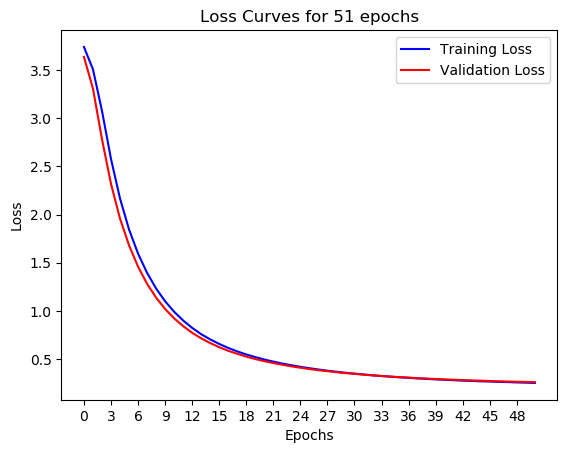 Loss Curves for 51 epochs
Training Loss
Validation Loss
3.5
3.0
2.5
2.0
1.5
1.0
0.5
Loss
0 3 6 9 12 15 18 21 24 27 30 33 36 39 42 45 48
Epochs